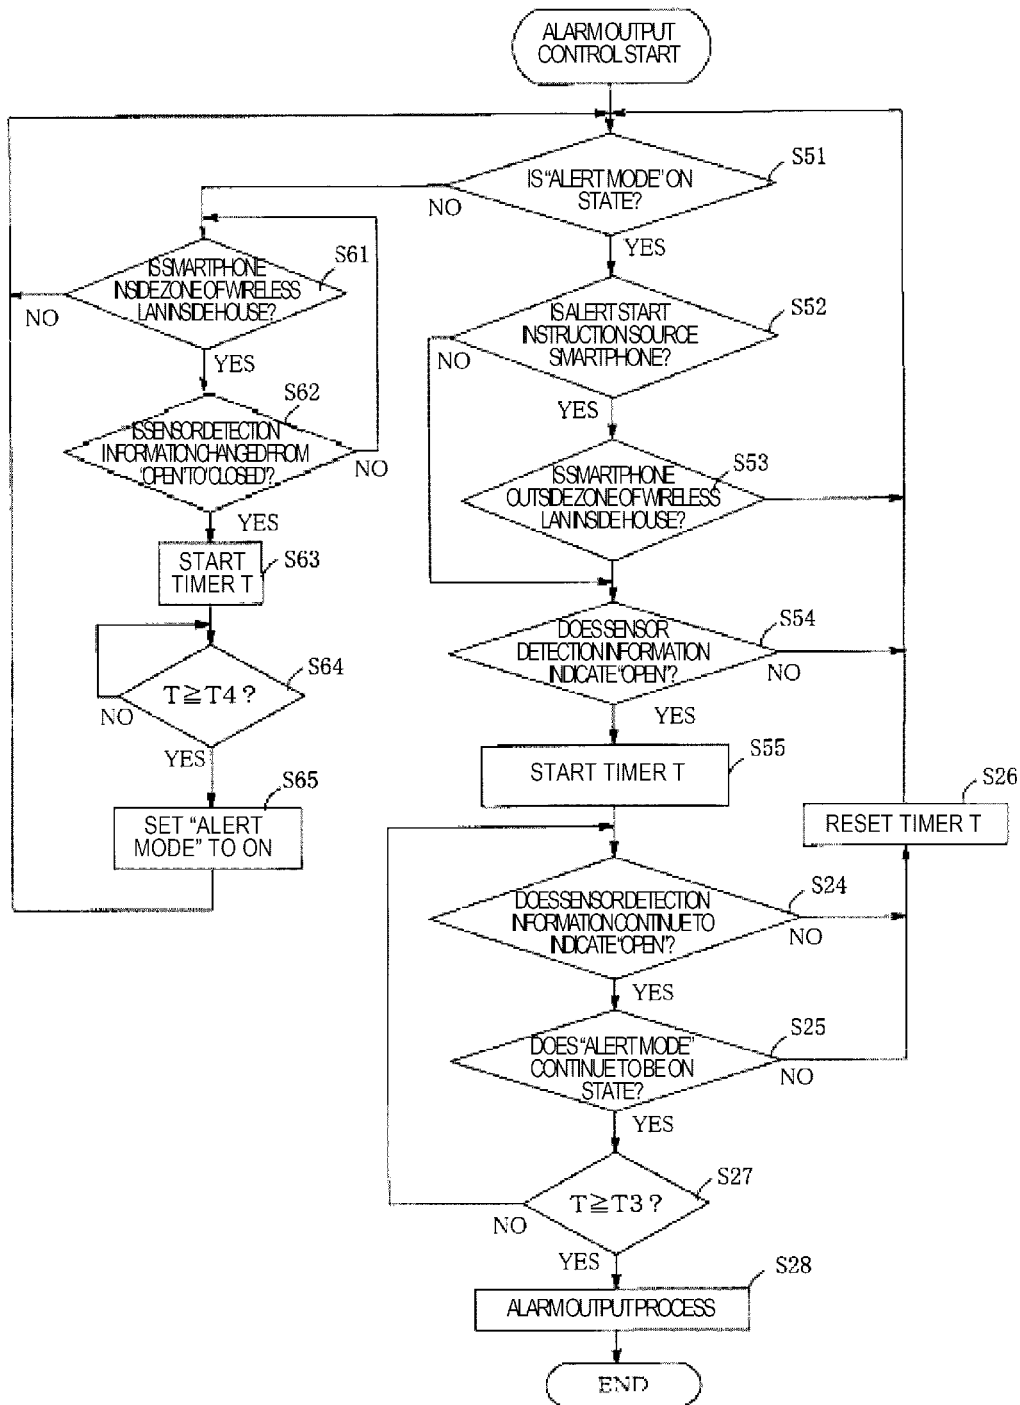 ALARM OUTPUT
CONTROL START
S51
IS "ALERT MODE" ON
STATE?
NO
YES
S61
IS SMARTPHONE
INSIDE ZONE OF WIRELESS
LAN INSIDE HOUSE?
NO
YES
S52
IS ALERT START
INSTRUCTION SOURCE
SMARTPHONE?
NO
YES
S62
IS SENSOR DETECTION
INFORMATION CHANGED FROM
"OPEN" TO "CLOSED"?
NO
YES
S53
IS SMARTPHONE
OUTSIDE ZONE OF WIRELESS
LAN INSIDE HOUSE?
S63
START
TIMER T
S54
DOES SENSOR
DETECTION INFORMATION
INDICATE "OPEN"?
NO
YES
S64
T≧T4?
NO
YES
S55
START TIMER T
S65
SET "ALERT
MODE" TO ON
S26
RESET TIMER T
S24
DOES SENSOR DETECTION
INFORMATION CONTINUE TO
INDICATE "OPEN"?
NO
YES
S25
DOES "ALERT MODE"
CONTINUE TO BE ON
STATE?
NO
YES
S27
T≧T3?
NO
YES
S28
ALARM OUTPUT PROCESS
END